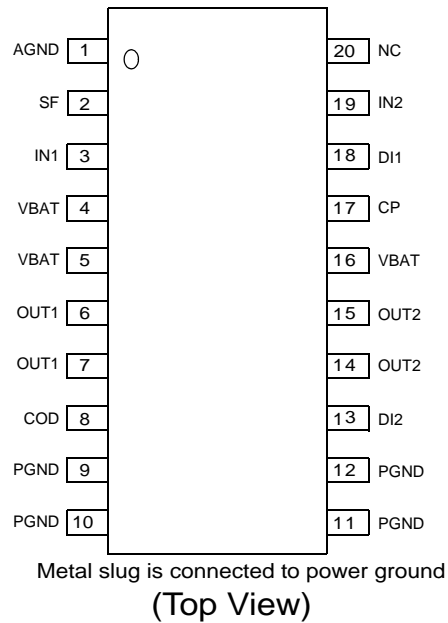 AGND 1 20 NC
SF 2 19 IN2
IN1 3 18 DI1
VBAT 4 17 CP
VBAT 5 16 VBAT
OUT1 6 15 OUT2
OUT1 7 14 OUT2
COD 8 13 DI2
PGND 9 12 PGND
PGND 10 11 PGND
Metal slug is connected to power ground
(Top View)